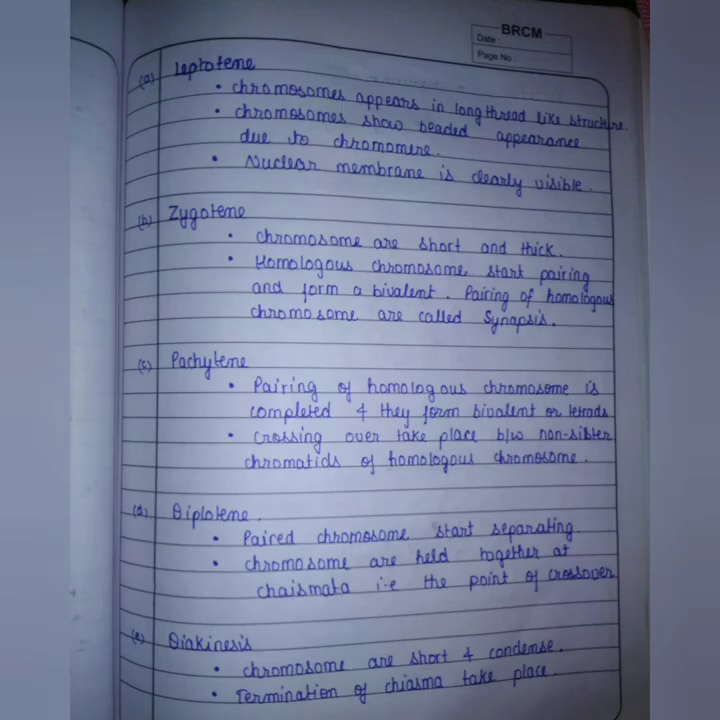 BRCM
Date :
Page No :
(a) Leptotene
• chromosomes appears in long thread like structure.
• chromosomes show beaded appearance
due to chromomere.
• Nuclear membrane is clearly visible.
(b) Zygotene
• chromosome are short and thick.
• Homologous chromosome start pairing
and form a bivalent. Pairing of homologous
chromosome are called Synapsis.
(c) Pachytene
• Pairing of homologous chromosome is
completed & they form bivalent or tetrads
• Crossing over take place b/w non-sister
chromatids of homologous chromosome.
(d) Diplotene.
• Paired chromosome start separating
• chromosome are held together at
chaismata i-e the point of crossover
(e) Diakinesis
• chromosome are short & condense.
• Termination of chiasma take place.